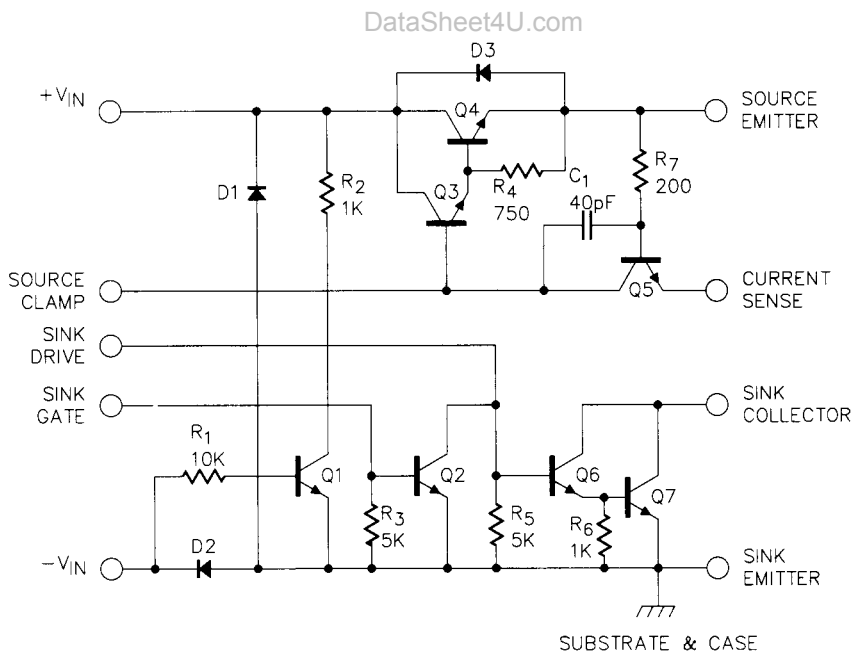 DataSheet4U.com
D3
+VIN
Q4
SOURCE
EMITTER
D1
R2
1K
Q3
R4
750
C1
40pF
R7
200
SOURCE
CLAMP
Q5
CURRENT
SENSE
SINK
DRIVE
SINK
GATE
SINK
COLLECTOR
R1
10K
Q1
Q2
Q6
Q7
R3
5K
R5
5K
R6
1K
D2
-VIN
SINK
EMITTER
SUBSTRATE & CASE